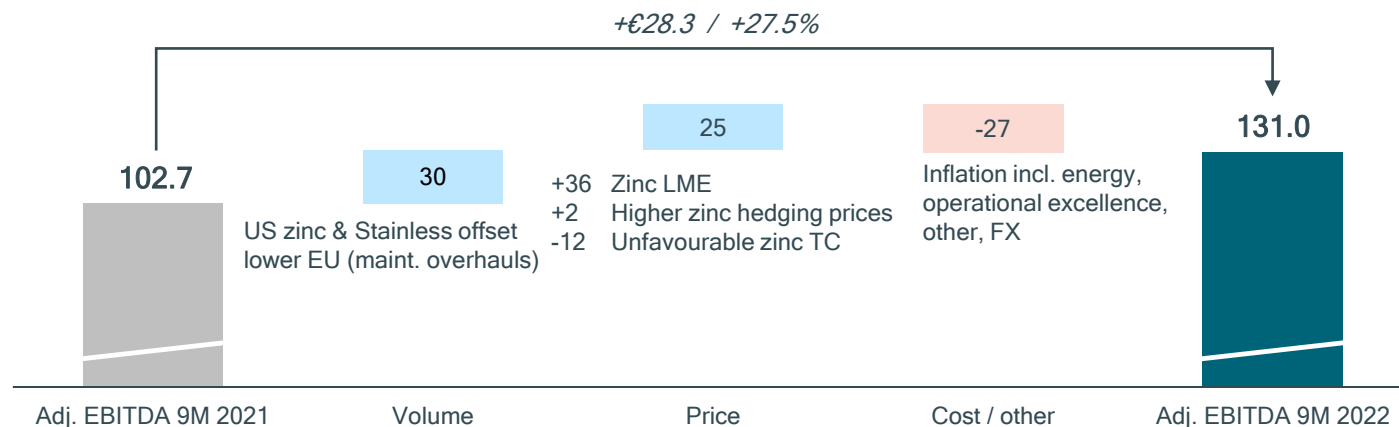 +€28.3 / +27.5%
102.7
30
US zinc & Stainless offset
lower EU (maint. overhauls)
25
+36 Zinc LME
+2 Higher zinc hedging prices
-12 Unfavourable zinc TC
-27
Inflation incl. energy,
operational excellence,
other, FX
131.0
Adj. EBITDA 9M 2021
Volume
Price
Cost / other
Adj. EBITDA 9M 2022